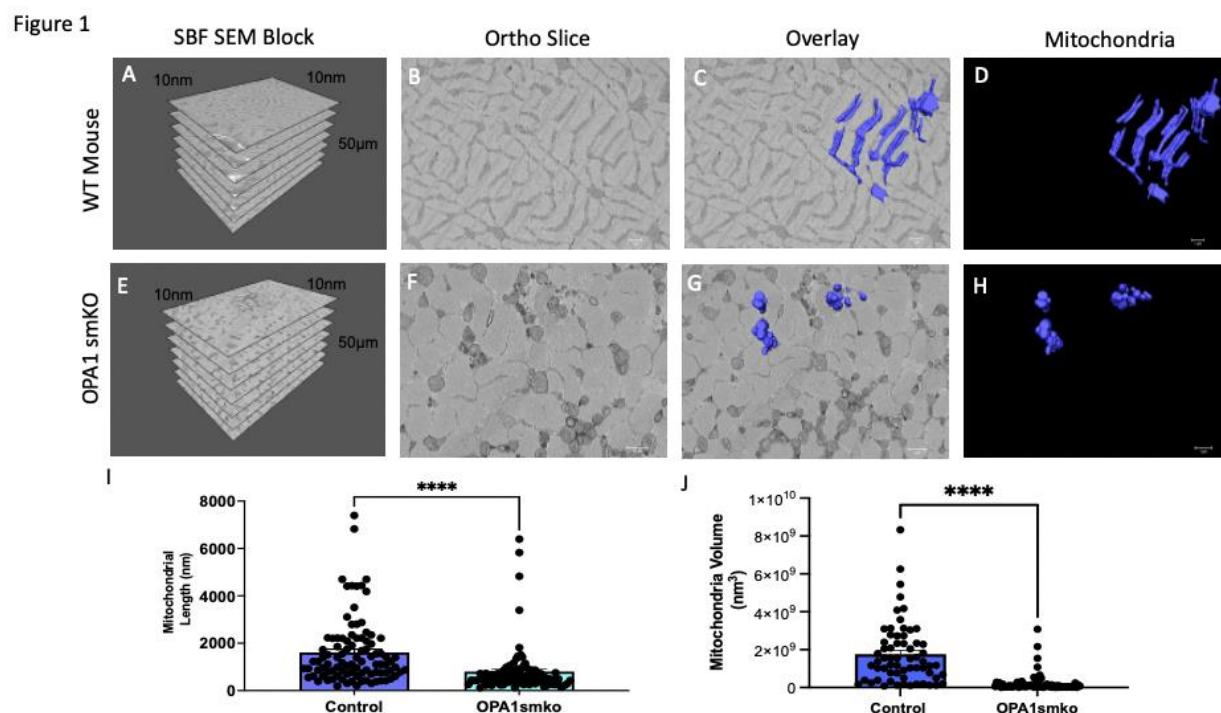 Figure 1
SBF SEM Block
Ortho Slice
Overlay
Mitochondria
WT Mouse
A
10nm
10nm
50µm
B
C
D
OPA1 smKO
E
10nm
10nm
50µm
F
G
H
I
Mitochondrial
Length (nm)
8000
6000
4000
2000
0
****
Control
OPA1smko
J
Mitochondria Volume
(nm³)
1×10¹⁰
8×10⁹
6×10⁹
4×10⁹
2×10⁹
0
****
Control
OPA1smko